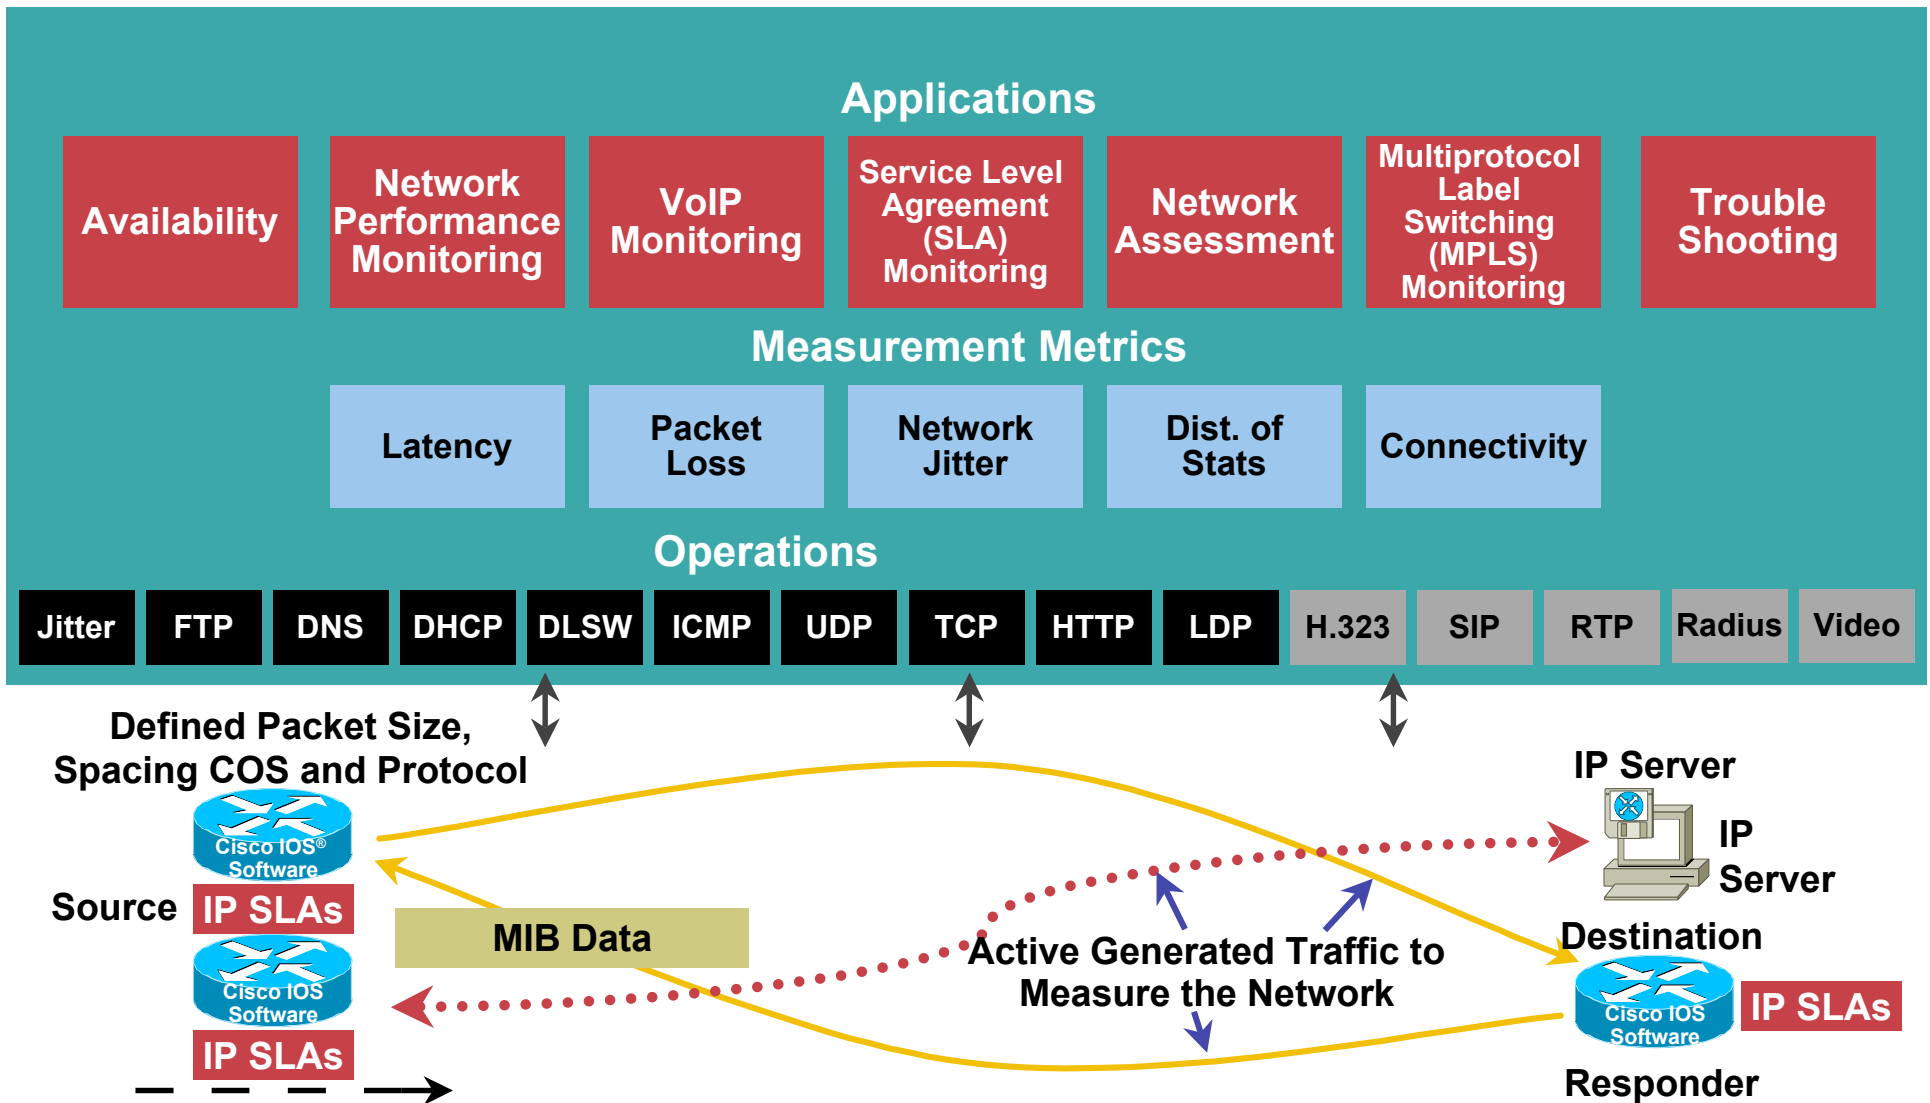 Applications
Availability
Network
Performance
Monitoring
VoIP
Monitoring
Service Level
Agreement
(SLA)
Monitoring
Network
Assessment
Multiprotocol
Label
Switching
(MPLS)
Monitoring
Trouble
Shooting
Measurement Metrics
Latency
Packet
Loss
Network
Jitter
Dist. of
Stats
Connectivity
Operations
Jitter
FTP
DNS
DHCP
DLSW
ICMP
UDP
TCP
HTTP
LDP
H.323
SIP
RTP
Radius
Video
Defined Packet Size,
Spacing COS and Protocol
Cisco IOS®
Software
Source
IP SLAs
Cisco IOS
Software
IP SLAs
MIB Data
Active Generated Traffic to
Measure the Network
IP Server
IP
Server
Destination
Cisco IOS
Software
IP SLAs
Responder